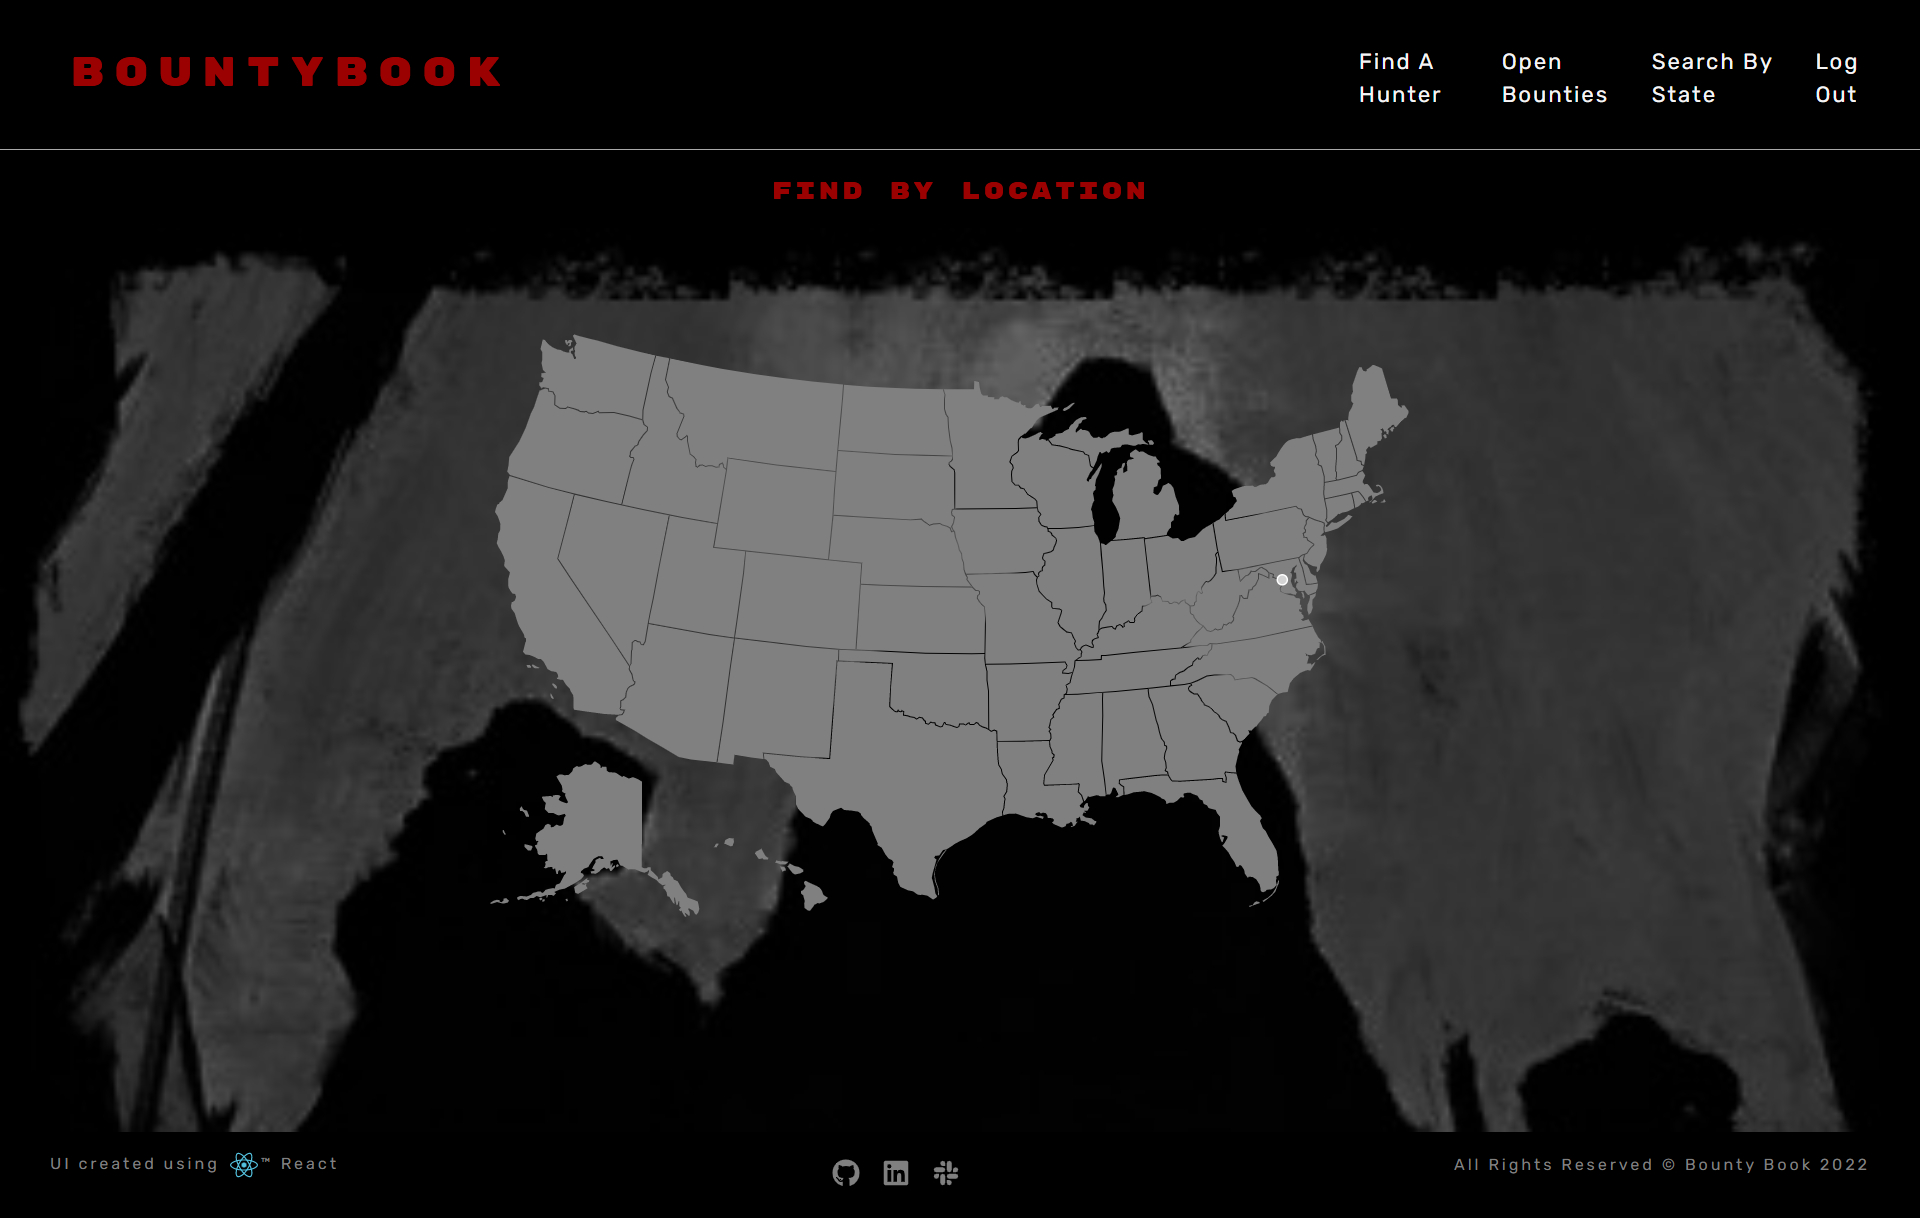 BOUNTYBOOK
Find A Hunter
Open Bounties
Search By State
Log Out
FIND BY LOCATION
UI created using ™ React
All Rights Reserved © Bounty Book 2022